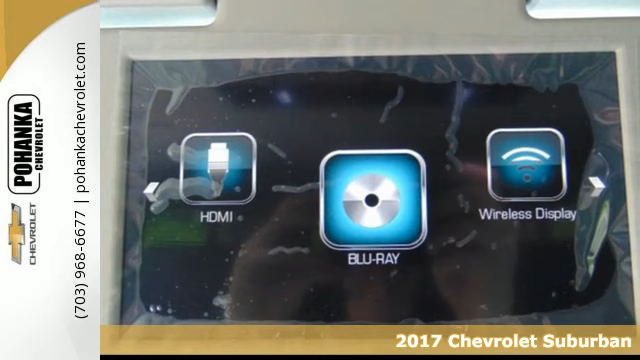 POHANKA
CHEVROLET
CHEVROLET
(703) 968-6677 | pohankachevrolet.com
HDMI
BLU-RAY
Wireless Display
2017 Chevrolet Suburban